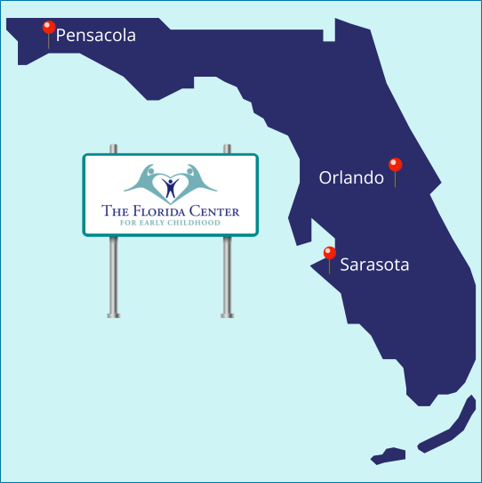 Pensacola
The Florida Center
for Early Childhood
Orlando
Sarasota